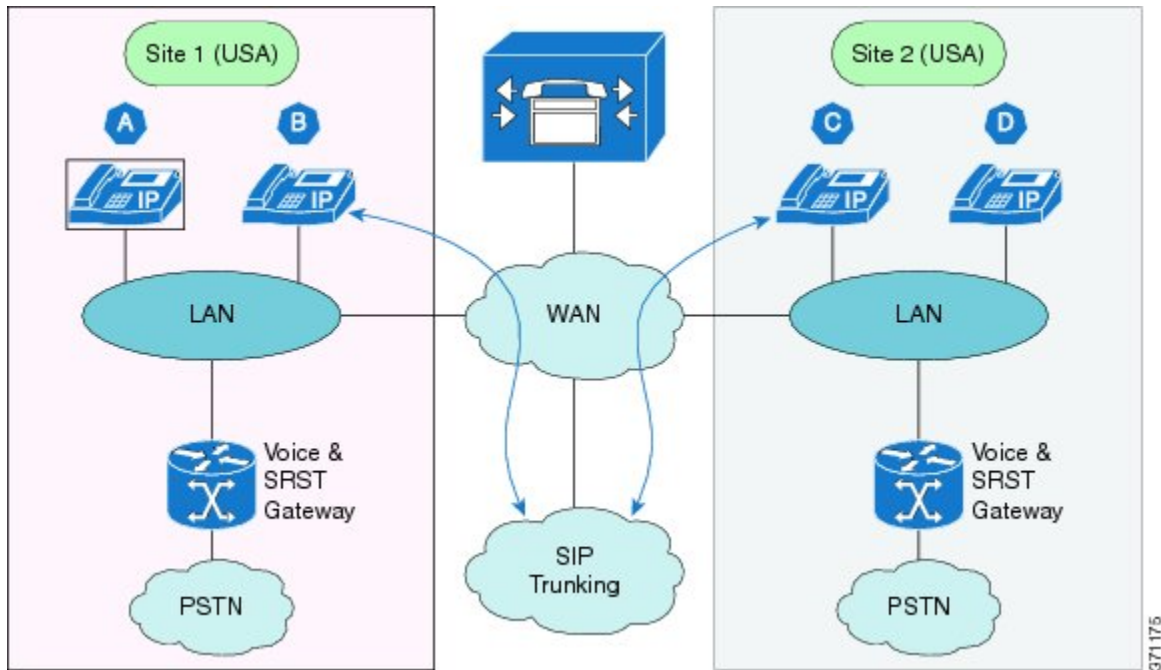 Site 1 (USA)
A
B
IP
IP
LAN
Voice &
SRST
Gateway
PSTN
WAN
SIP
Trunking
Site 2 (USA)
C
D
IP
IP
LAN
Voice &
SRST
Gateway
PSTN
371175